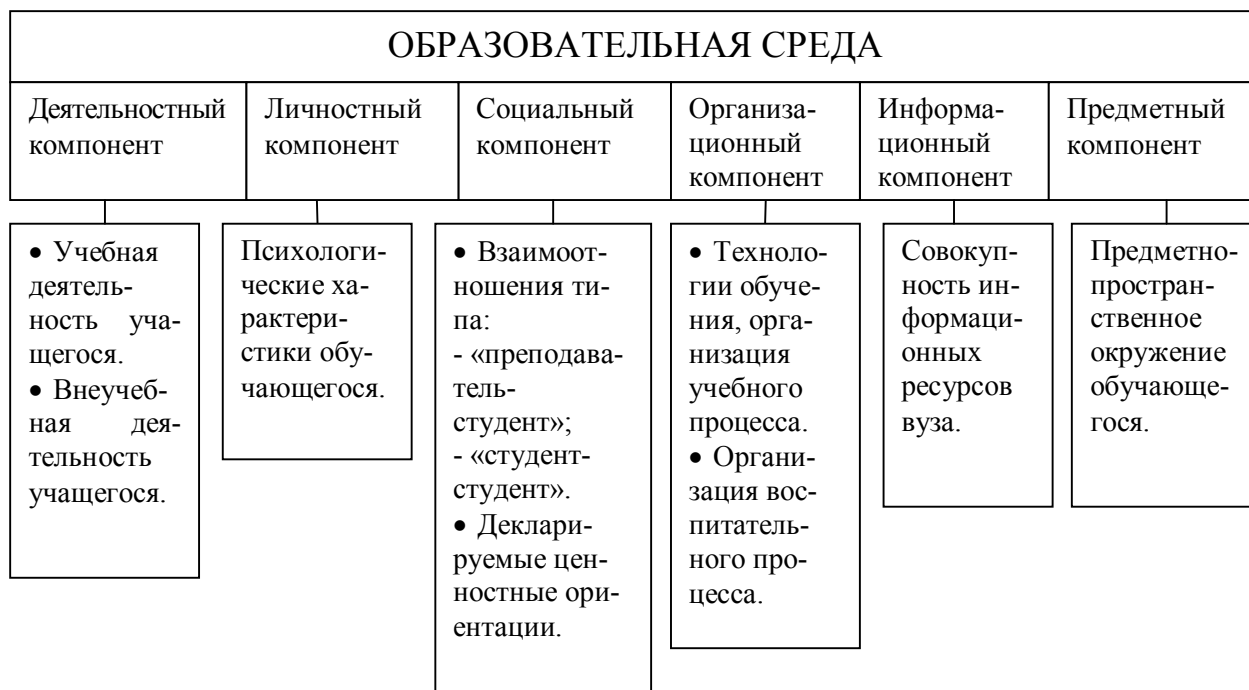 ОБРАЗОВАТЕЛЬНАЯ СРЕДА
Деятельностный
компонент
Личностный
компонент
Социальный
компонент
Организа-
ционный
компонент
Информа-
ционный
компонент
Предметный
компонент
• Учебная
деятель-
ность уча-
щегося.
• Внеучеб-
ная дея-
тельность
учащегося.
Психологи-
ческие ха-
рактери-
стики обу-
чающегося.
• Взаимоот-
ношения ти-
па:
- «преподава-
тель-
студент»;
- «студент-
студент».
• Деклари-
руемые цен-
ностные ори-
ентации.
• Техноло-
гии обуче-
ния, орга-
низация
учебного
процесса.
• Органи-
зация вос-
питатель-
ного про-
цесса.
Совокуп-
ность ин-
формаци-
онных
ресурсов
вуза.
Предметно-
простран-
ственное
окружение
обучающе-
гося.